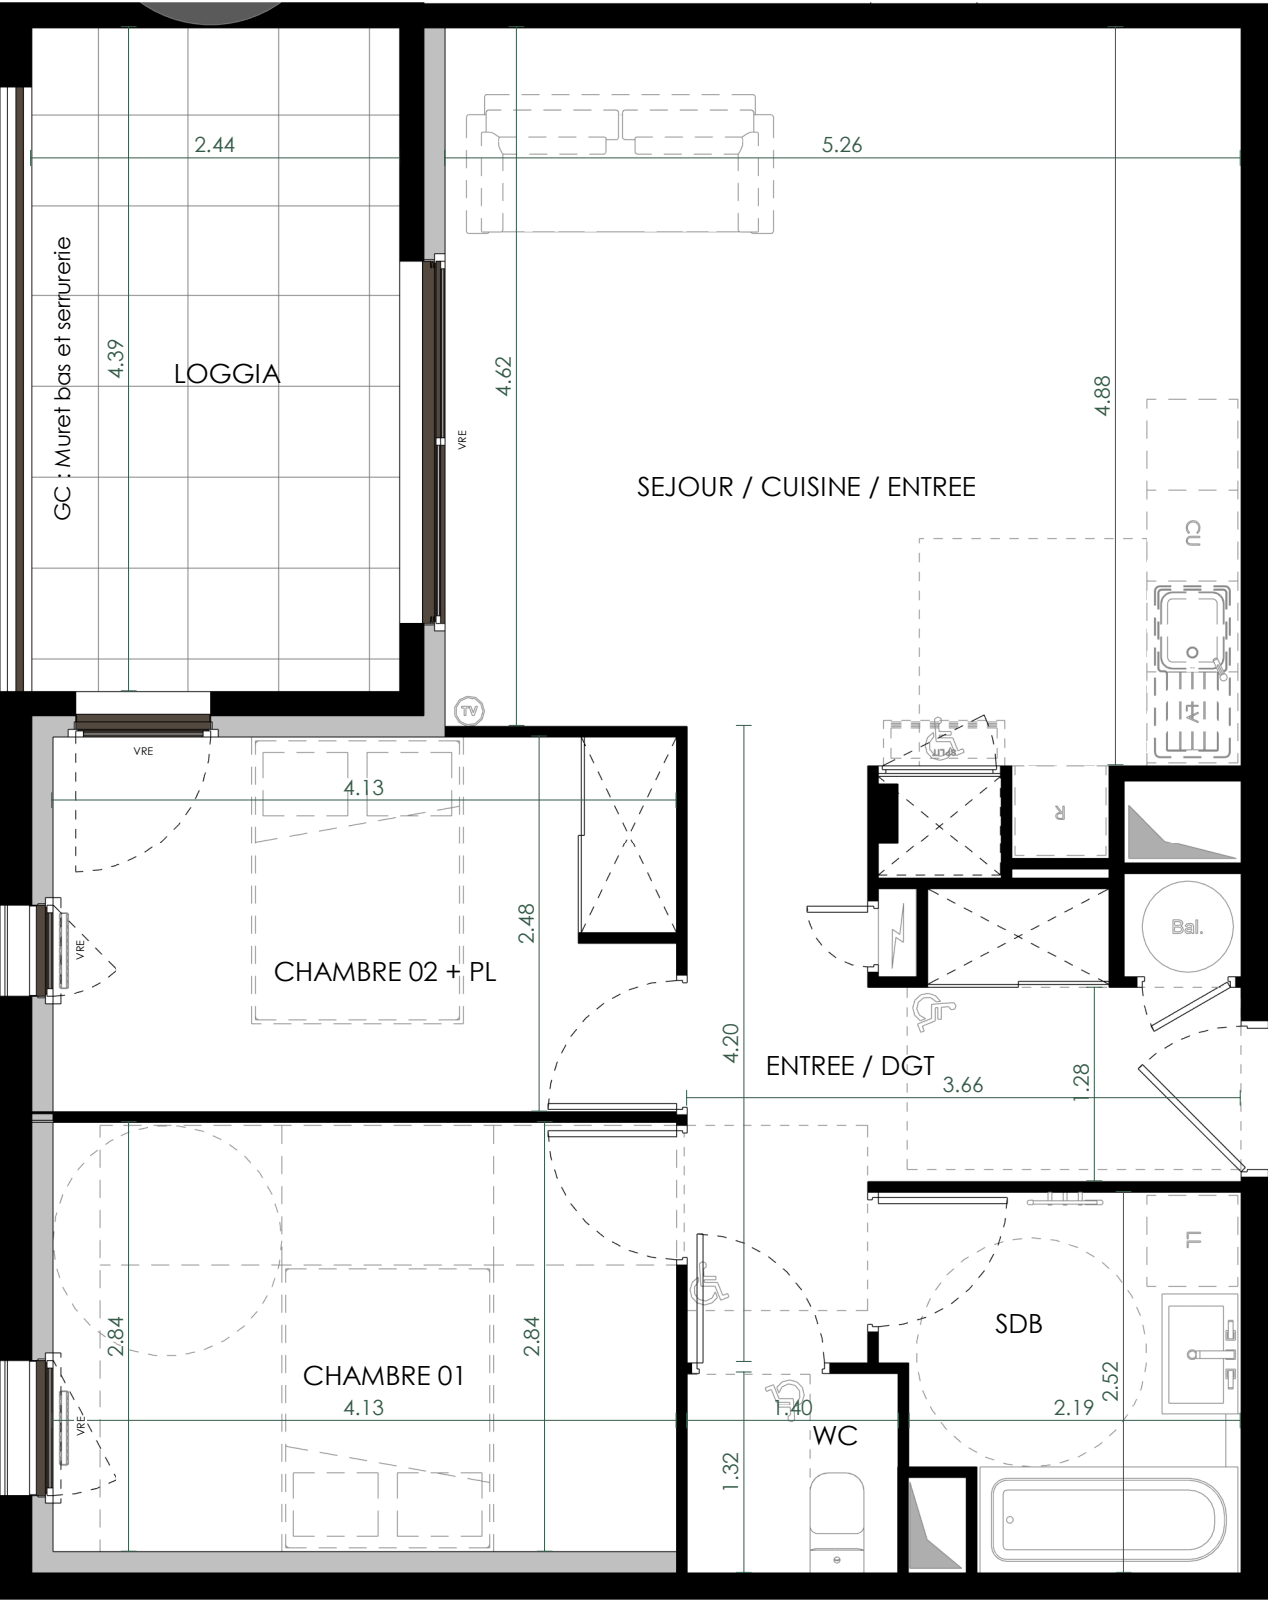 2.44
5.26
GC : Muret bas et serrurerie
4.39
LOGGIA
4.62
4.88
VRE
SEJOUR / CUISINE / ENTREE
CU
LV
TV
SPLIT
VRE
4.13
R
2.48
VRE
CHAMBRE 02 + PL
Bal.
4.20
ENTREE / DGT
3.66
1.28
LL
2.84
2.84
SDB
CHAMBRE 01
4.13
VRE
1.40
WC
2.19
2.52
1.32